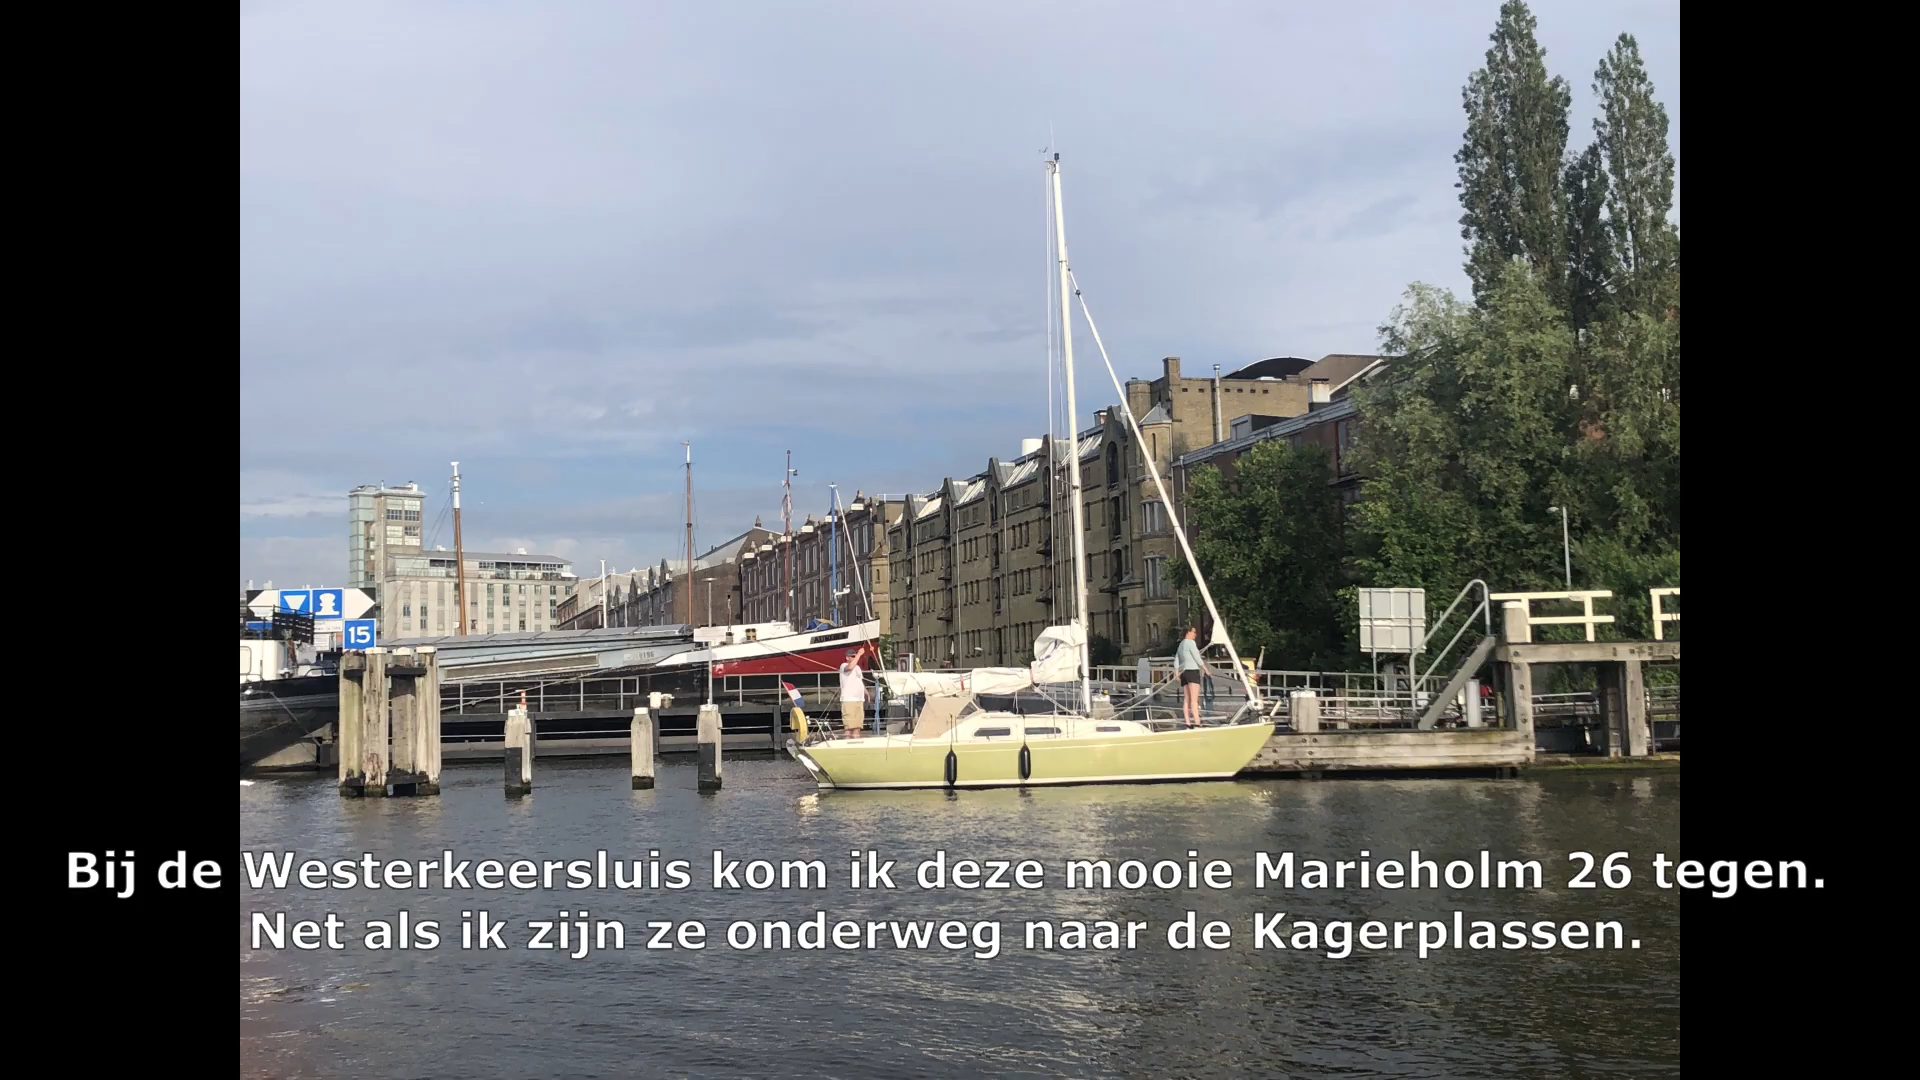 15
Bij de Westerkeersluis kom ik deze mooie Marieholm 26 tegen.
Net als ik zijn ze onderweg naar de Kagerplassen.